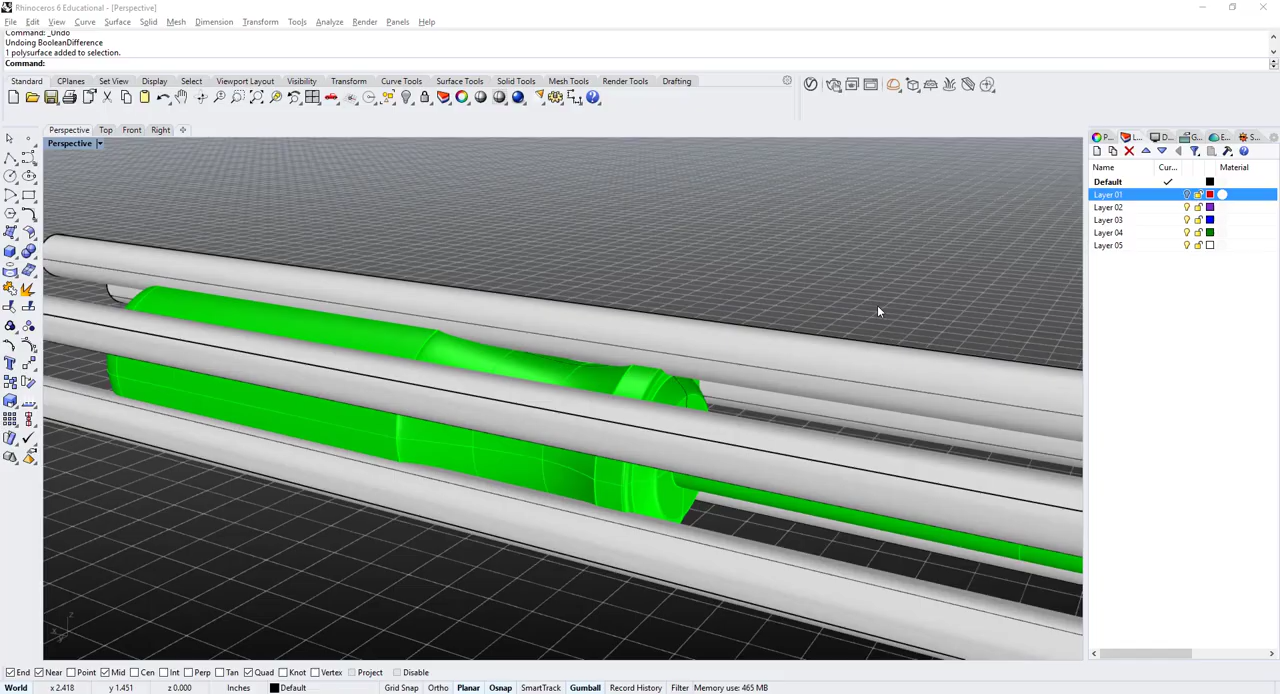 Rhinoceros 6 Educational - [Perspective]
File Edit View Curve Surface Solid Mesh Dimension Transform Tools Analyze Render Panels Help
Command: _Undo
Undoing BooleanDifference
1 polysurface added to selection.
Command:
Standard CPlanes Set View Display Select Viewport Layout Visibility Transform Curve Tools Surface Tools Solid Tools Mesh Tools Render Tools Drafting
Perspective Top Front Right
P... L... D... G... E... S...
Perspective
Name Cur... Material
Default
Layer 01
Layer 02
Layer 03
Layer 04
Layer 05
z
x
y
End Near Point Mid Cen Int Perp Tan Quad Knot Vertex Project Disable
World x 2.418 y 1.451 z 0.000 Inches Default Grid Snap Ortho Planar Osnap SmartTrack Gumball Record History Filter Memory use: 465 MB